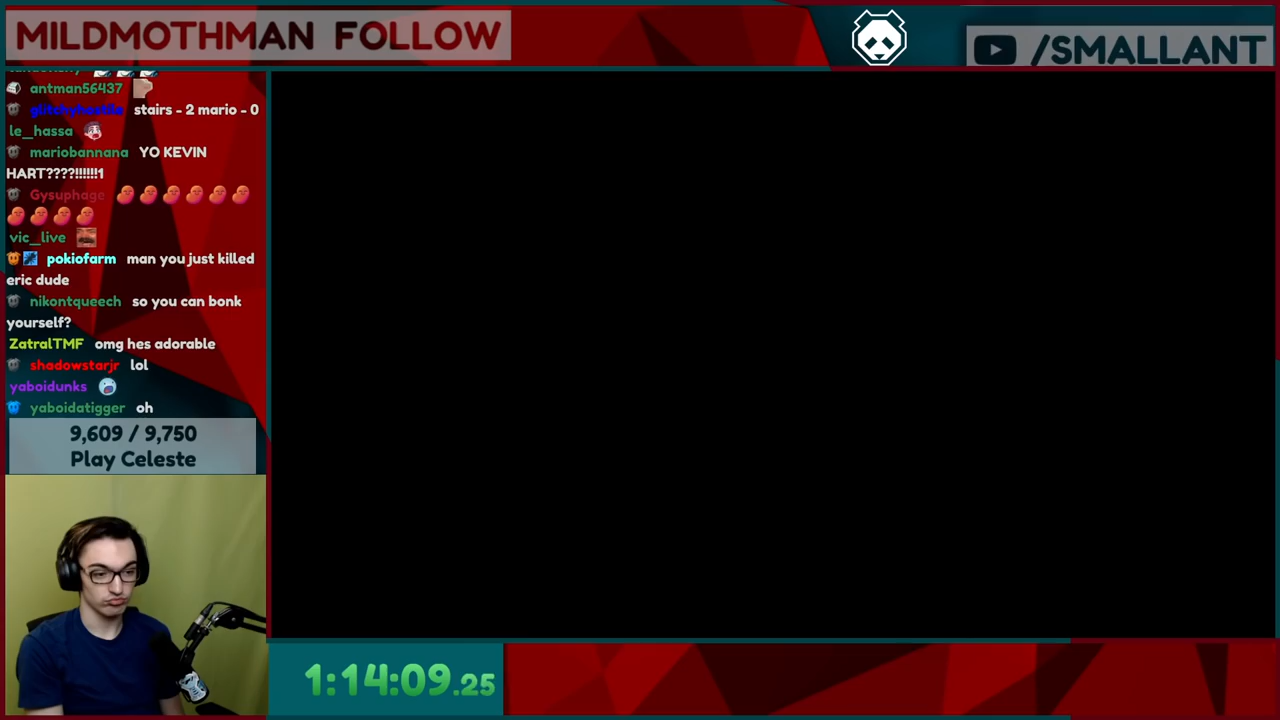 MILDMOTHMAN FOLLOW
/SMALLANT
antman56437
glitchyhost5a stairs - 2 mario - 0
le_hassa
mariobannana YO KEVIN
HART????!!!!!!1
Gysuphage
vic_live
pokiofarm man you just killed
eric dude
nikontqueech so you can bonk
yourself?
ZatralTMF omg hes adorable
shadowstarjr lol
yaboidunks
yaboidatigger oh
9,609 / 9,750
Play Celeste
1:14:09.25